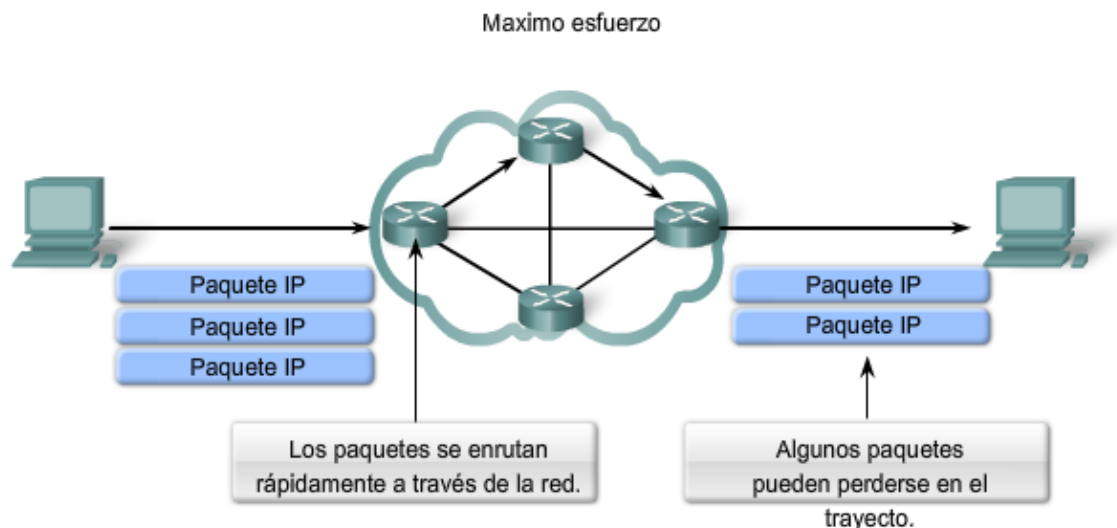 Maximo esfuerzo
Paquete IP
Paquete IP
Paquete IP
Paquete IP
Paquete IP
Los paquetes se enrutan
rápidamente a través de la red.
Algunos paquetes
pueden perderse en el
trayecto.